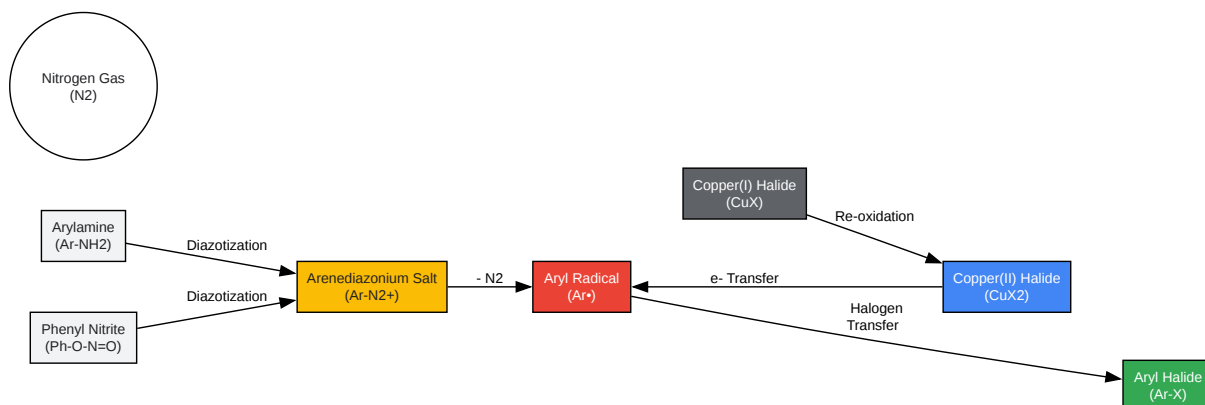 Nitrogen Gas
(N2)
Copper(I) Halide
(CuX)
Re-oxidation
Arylamine
(Ar-NH2)
Diazotization
Arenediazonium Salt
(Ar-N2+)
- N2
Aryl Radical
(Ar•)
e- Transfer
Copper(II) Halide
(CuX2)
Diazotization
Phenyl Nitrite
(Ph-O-N=O)
Halogen
Transfer
Aryl Halide
(Ar-X)